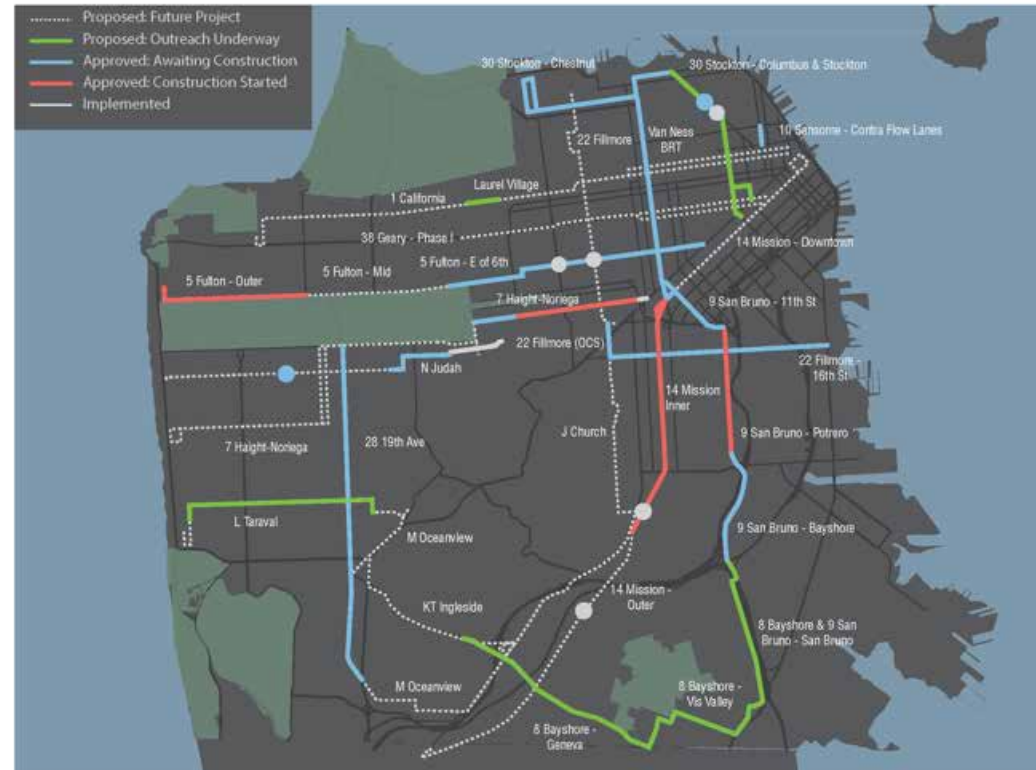 Proposed: Future Project
Proposed: Outreach Underway
Approved: Awaiting Construction
Approved: Construction Started
Implemented
30 Stockton - Chestnut
30 Stockton - Columbus & Stockton
22 Fillmore
Van Ness
BRT
10 Sansome - Contra Flow Lanes
Laurel Village
1 California
38 Geary - Phase I
14 Mission - Downtown
5 Fulton - E of 6th
5 Fulton - Mid
5 Fulton - Outer
7 Haight-Noriega
9 San Bruno - 11th St
22 Fillmore (OCS)
22 Fillmore -
16th St
N Judah
14 Mission
Inner
J Church
9 San Bruno - Potrero
7 Haight-Noriega
28 19th Ave
L Taraval
9 San Bruno - Bayshore
M Oceanview
14 Mission -
Outer
KT Ingleside
8 Bayshore & 9 San
Bruno - San Bruno
M Oceanview
8 Bayshore -
Vis Valley
8 Bayshore -
Geneva